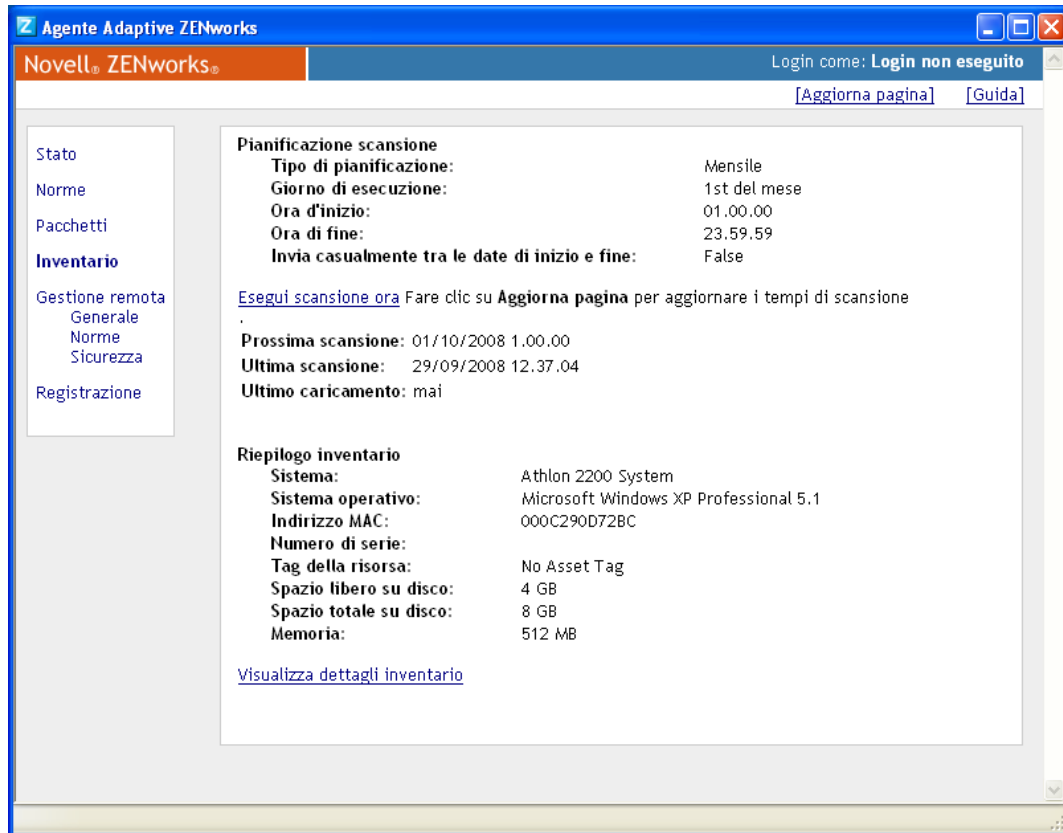 Agente Adaptive ZENworks
Novell® ZENworks®
Login come: Login non eseguito
[Aggiorna pagina] [Guida]
Stato
Norme
Pacchetti
Inventario
Gestione remota
Generale
Norme
Sicurezza
Registrazione
Pianificazione scansione
Tipo di pianificazione: Mensile
Giorno di esecuzione: 1st del mese
Ora d'inizio: 01.00.00
Ora di fine: 23.59.59
Invia casualmente tra le date di inizio e fine: False
Esegui scansione ora Fare clic su Aggiorna pagina per aggiornare i tempi di scansione
.
Prossima scansione: 01/10/2008 1.00.00
Ultima scansione: 29/09/2008 12.37.04
Ultimo caricamento: mai
Riepilogo inventario
Sistema: Athlon 2200 System
Sistema operativo: Microsoft Windows XP Professional 5.1
Indirizzo MAC: 000C290D72BC
Numero di serie:
Tag della risorsa: No Asset Tag
Spazio libero su disco: 4 GB
Spazio totale su disco: 8 GB
Memoria: 512 MB
Visualizza dettagli inventario